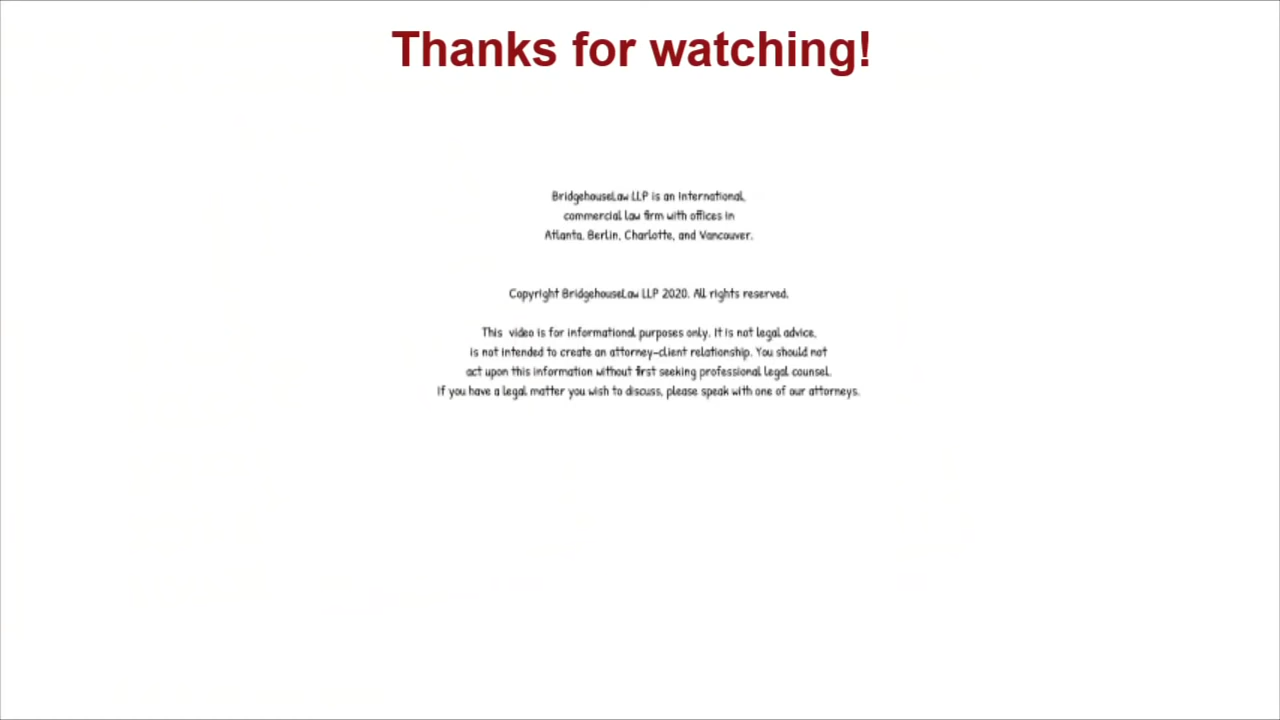 Thanks for watching!
BridgehouseLaw LLP is an international,
commercial law firm with offices in
Atlanta, Berlin, Charlotte, and Vancouver.
Copyright BridgehouseLaw LLP 2020. All rights reserved.
This video is for informational purposes only. It is not legal advice,
is not intended to create an attorney-client relationship. You should not
act upon this information without first seeking professional legal counsel.
If you have a legal matter you wish to discuss, please speak with one of our attorneys.